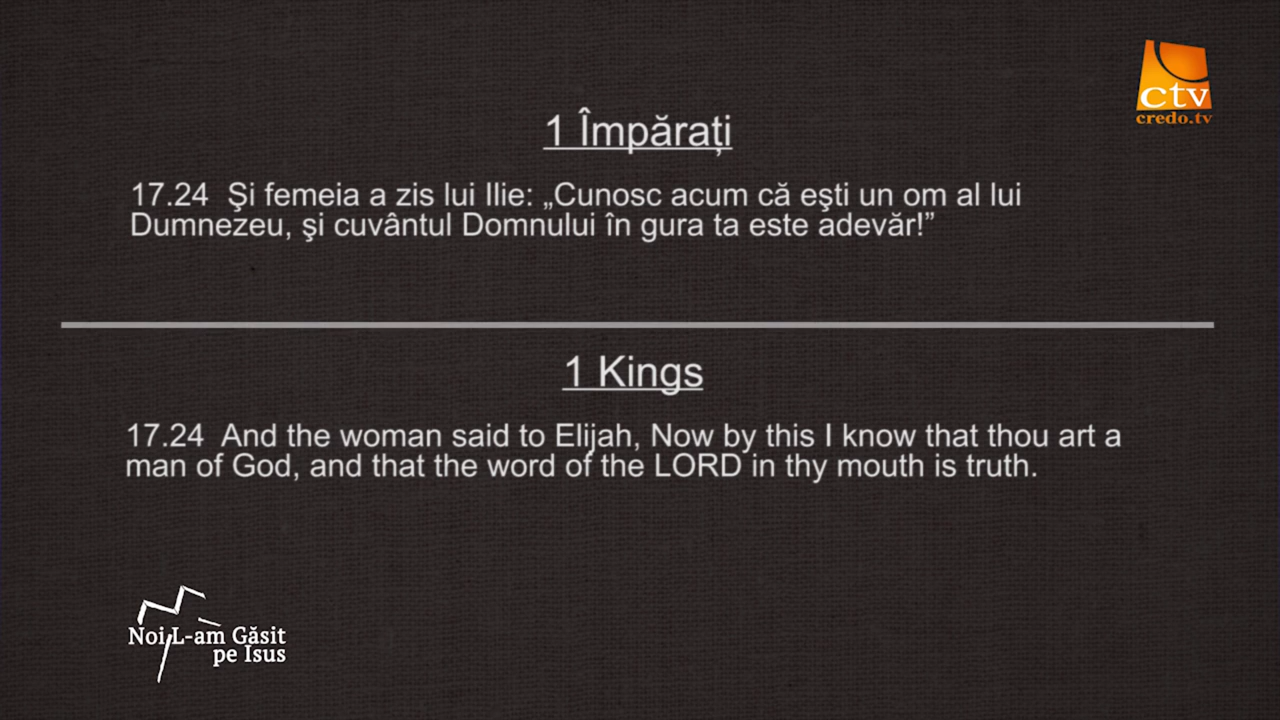 ctv
credo.tv
1 Împărați
17.24  Şi femeia a zis lui Ilie: „Cunosc acum că eşti un om al lui
Dumnezeu, şi cuvântul Domnului în gura ta este adevăr!”
1 Kings
17.24  And the woman said to Elijah, Now by this I know that thou art a
man of God, and that the word of the LORD in thy mouth is truth.
Noi L-am Găsit
pe Isus